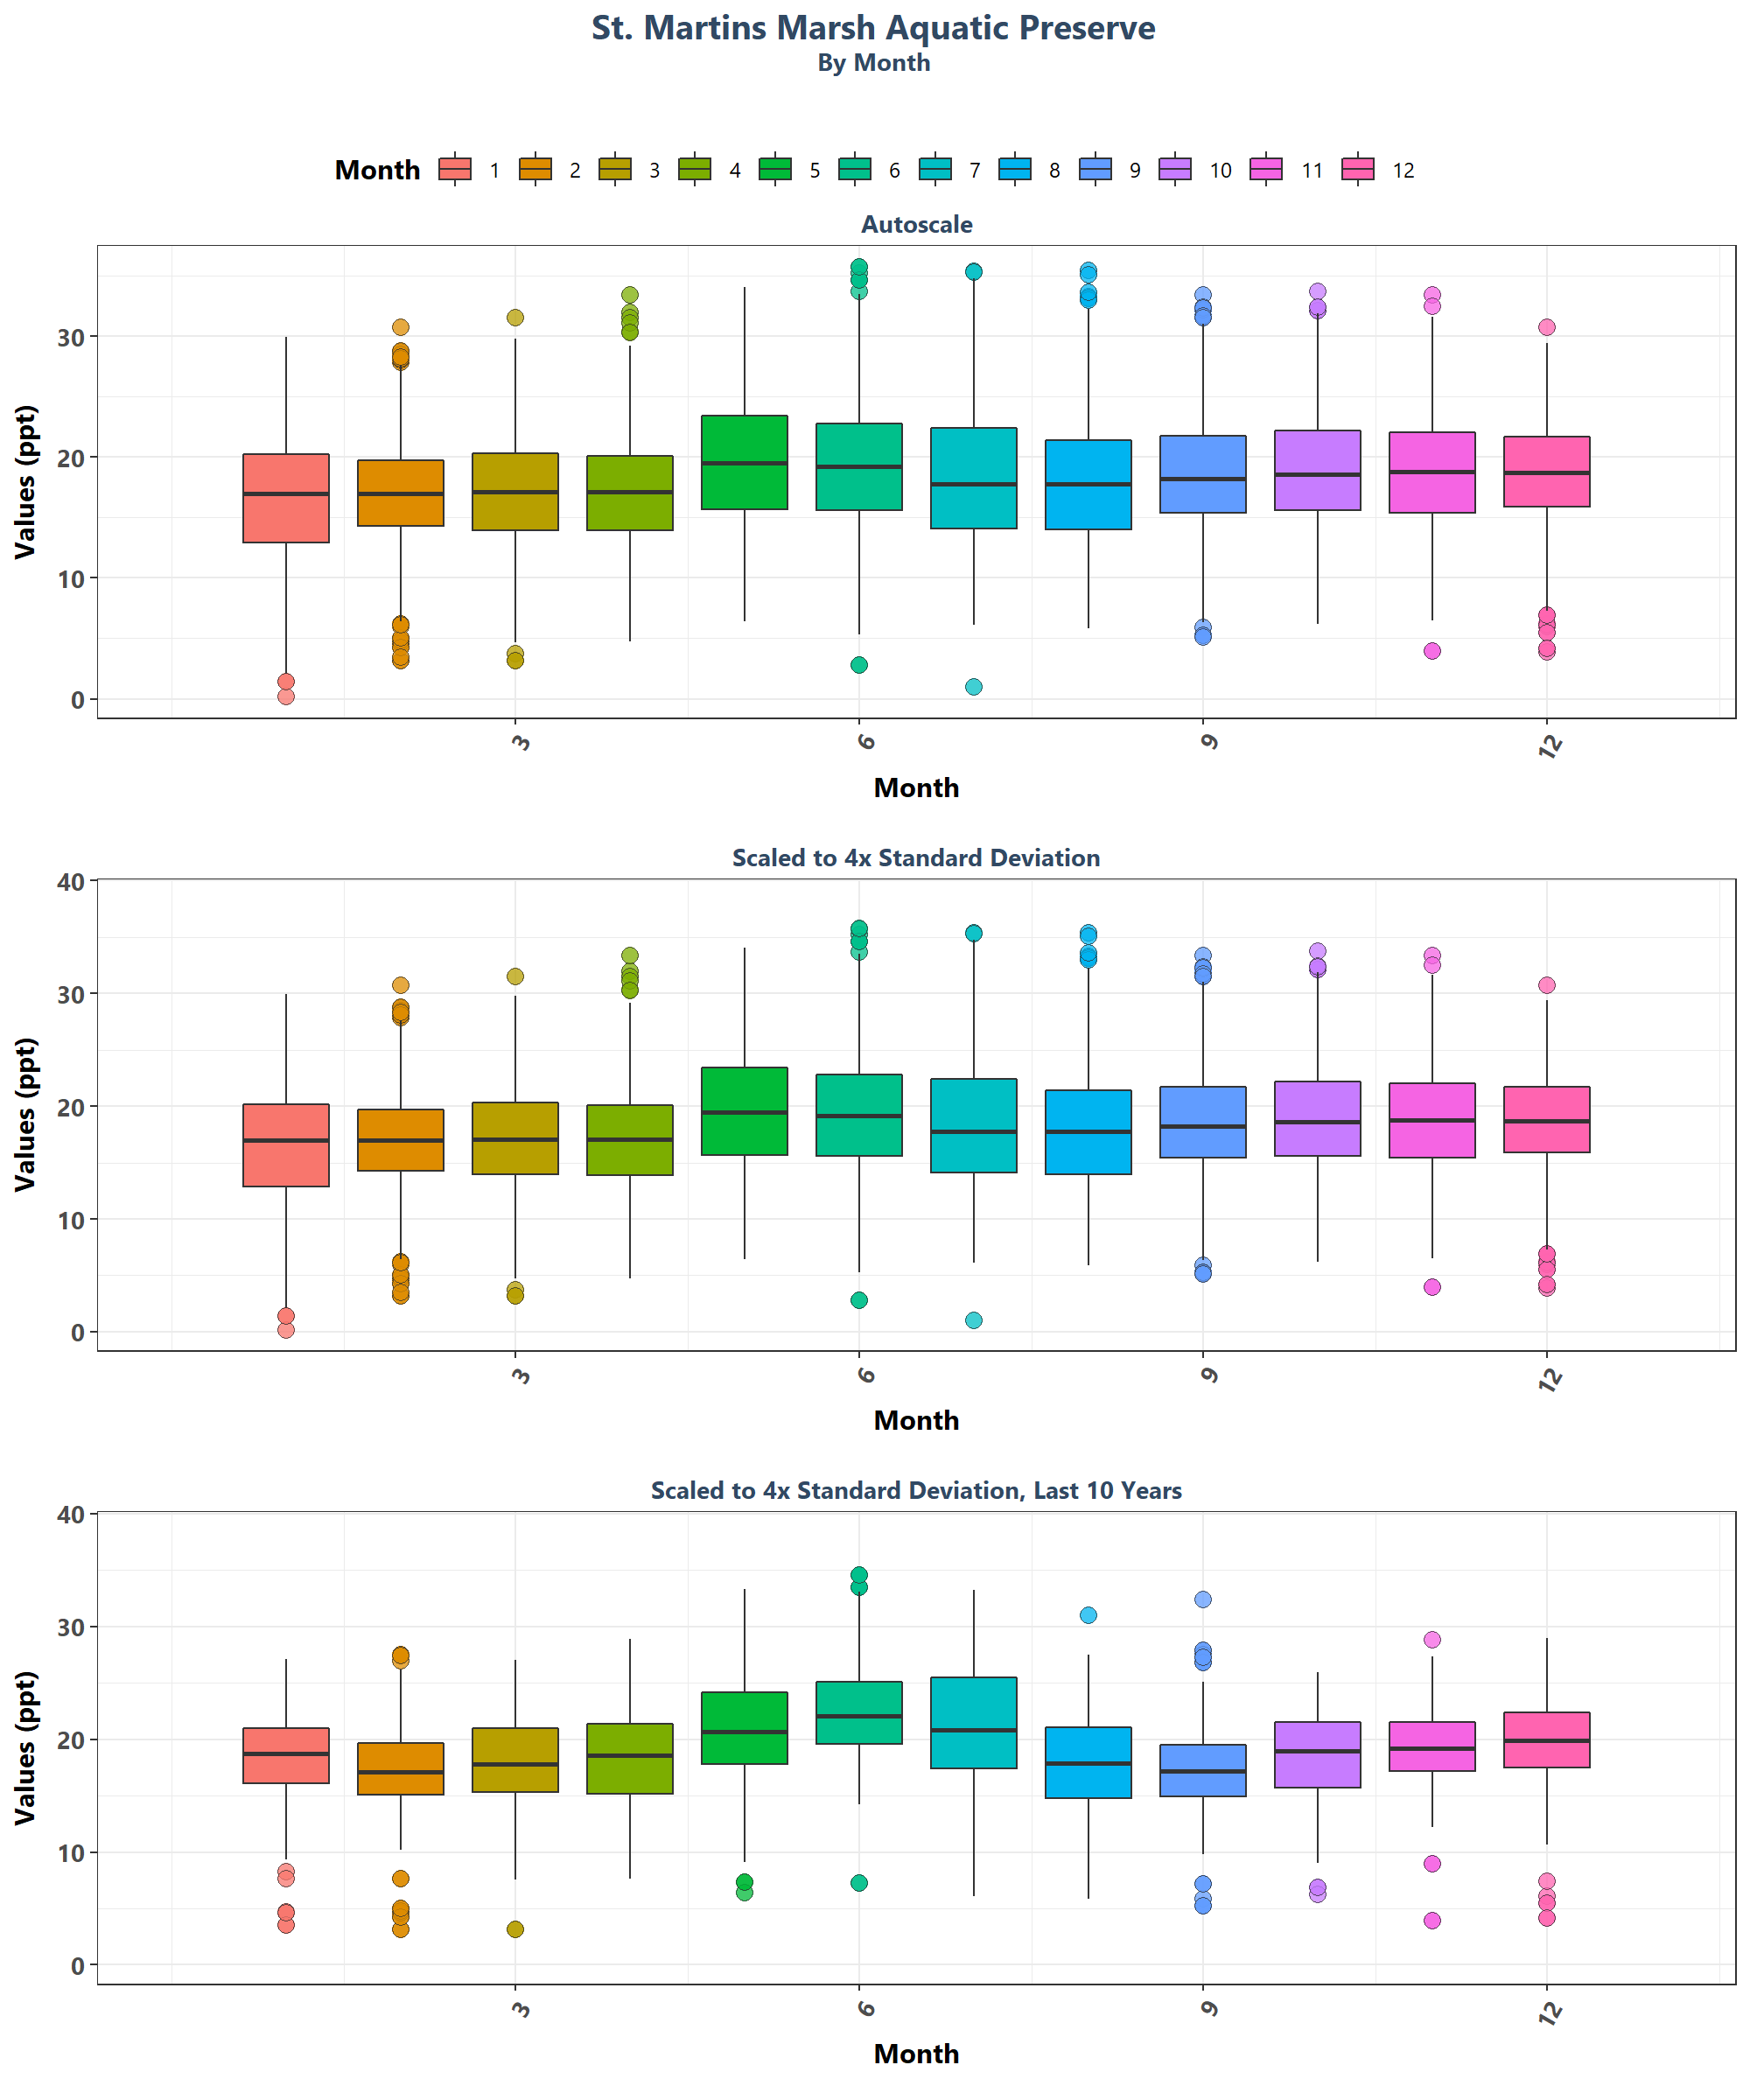 St. Martins Marsh Aquatic Preserve
By Month
Month 1 2 3 4 5 6 7 8 9 10 11 12
Autoscale
Values (ppt)
30
20
10
0
3 6 9 12
Month
Scaled to 4x Standard Deviation
Values (ppt)
40
30
20
10
0
3 6 9 12
Month
Scaled to 4x Standard Deviation, Last 10 Years
Values (ppt)
40
30
20
10
0
3 6 9 12
Month